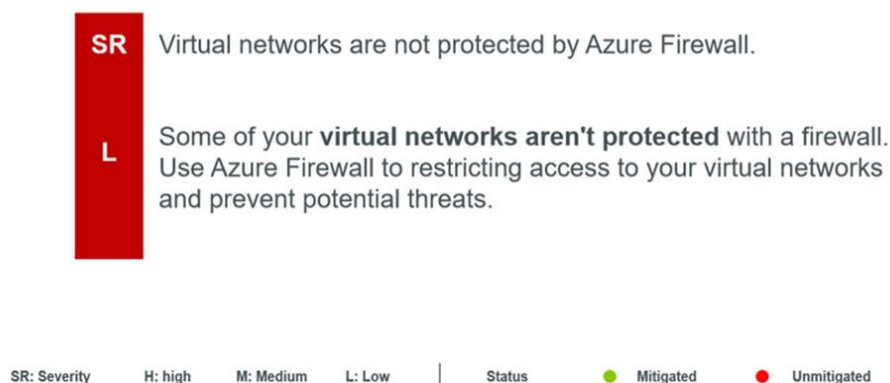 SR Virtual networks are not protected by Azure Firewall.
L Some of your virtual networks aren't protected with a firewall.
Use Azure Firewall to restricting access to your virtual networks
and prevent potential threats.
SR: Severity H: high M: Medium L: Low Status Mitigated Unmitigated